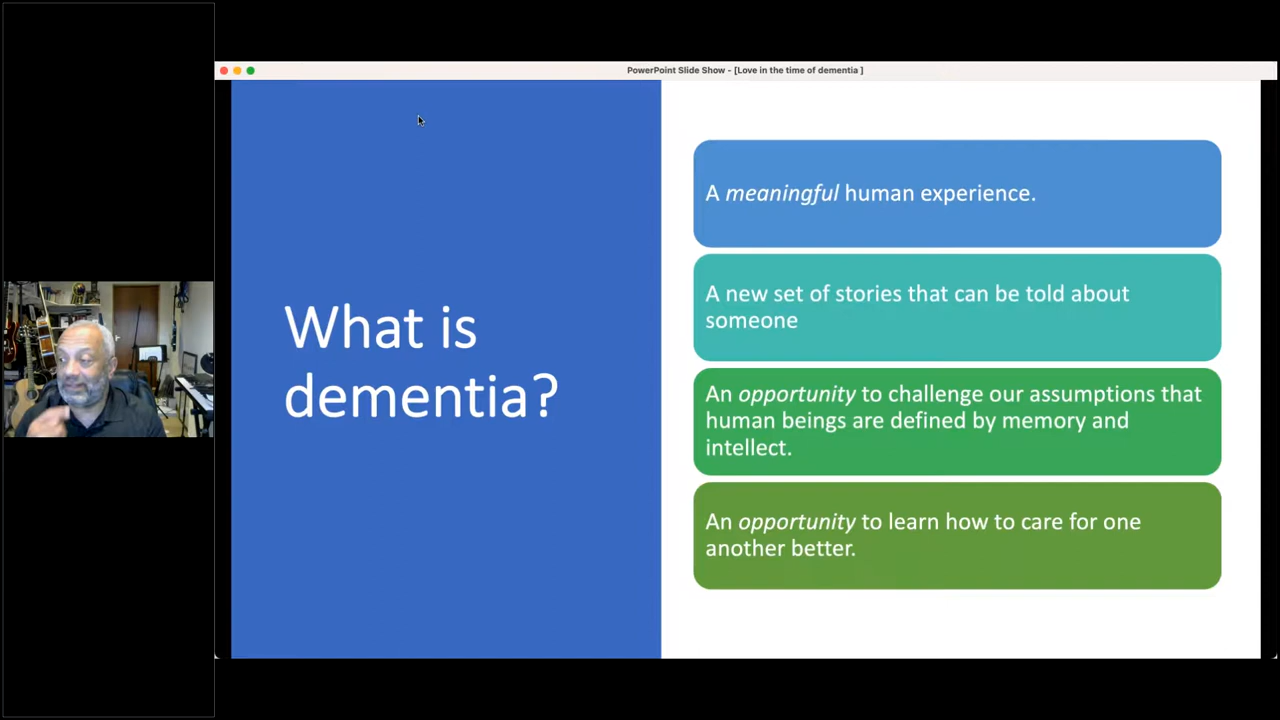 PowerPoint Slide Show - [Love in the time of dementia ]
What is
dementia?
A meaningful human experience.
A new set of stories that can be told about
someone
An opportunity to challenge our assumptions that
human beings are defined by memory and
intellect.
An opportunity to learn how to care for one
another better.